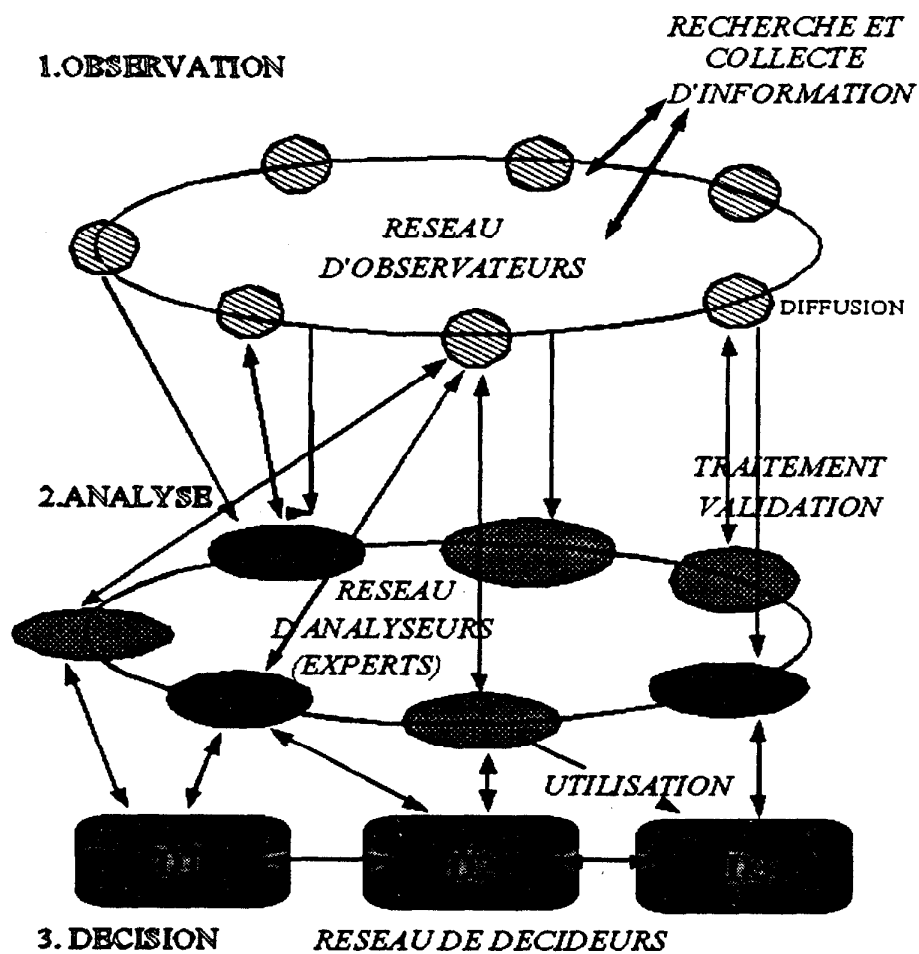 RECHERCHE ET
COLLECTE
D'INFORMATION
1.OBSERVATION
RESEAU
D'OBSERVATEURS
DIFFUSION
TRAITEMENT
VALIDATION
2.ANALYSE
RESEAU
D'ANALYSEURS
(EXPERTS)
UTILISATION
3. DECISION
RESEAU DE DECIDEURS